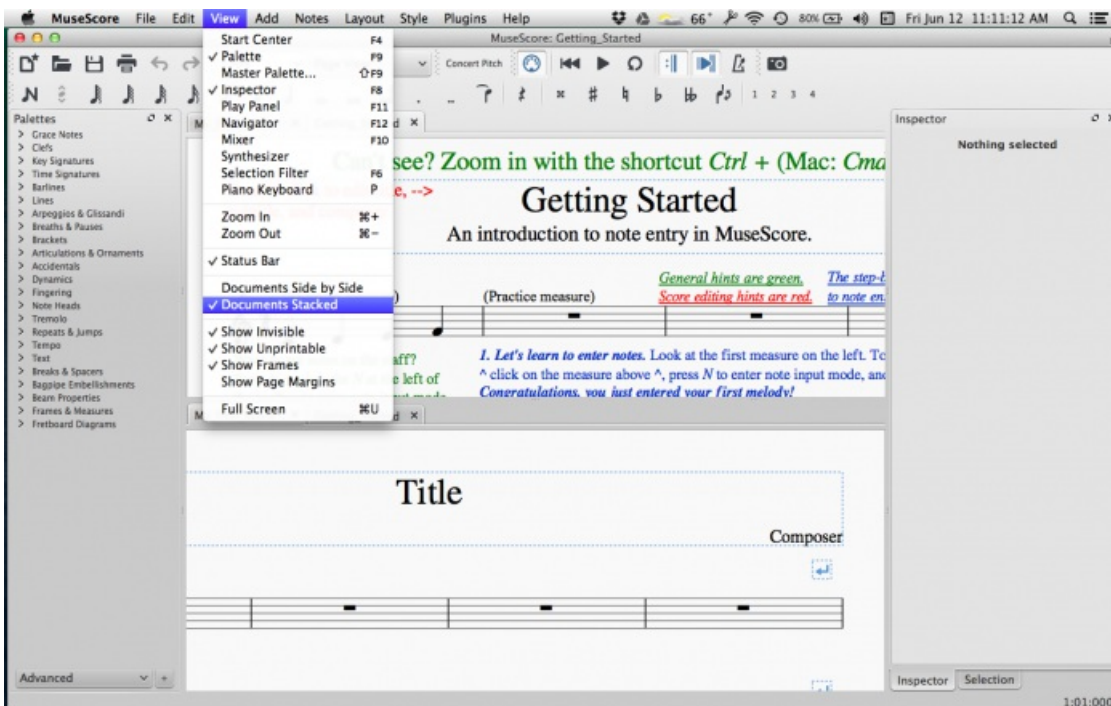 MuseScore File Edit View Add Notes Layout Style Plugins Help 66° 80% Fri Jun 12 11:11:12 AM
MuseScore: Getting_Started
Start Center F4
✓ Palette F9
Master Palette... ⇧F9
✓ Inspector F8
Play Panel F11
Navigator F12
Mixer F10
Synthesizer
Selection Filter F6
Piano Keyboard P
Zoom In ⌘+
Zoom Out ⌘-
✓ Status Bar
Documents Side by Side
✓ Documents Stacked
✓ Show Invisible
✓ Show Unprintable
✓ Show Frames
Show Page Margins
Full Screen ⌘U
Concert Pitch
1 2 3 4
Palettes
> Grace Notes
> Clefs
> Key Signatures
> Time Signatures
> Barlines
> Lines
> Arpeggios & Glissandi
> Breaths & Pauses
> Brackets
> Articulations & Ornaments
> Accidentals
> Dynamics
> Fingering
> Note Heads
> Tremolo
> Repeats & Jumps
> Tempo
> Text
> Breaks & Spacers
> Bagpipe Embellishments
> Beam Properties
> Frames & Measures
> Fretboard Diagrams
Advanced
see? Zoom in with the shortcut Ctrl + (Mac: Cmd
e, -->
Getting Started
An introduction to note entry in MuseScore.
General hints are green. The step-b
(Practice measure) Score editing hints are red. to note en
aff? 1. Let's learn to enter notes. Look at the first measure on the left. To
e left of ^ click on the measure above ^, press N to enter note input mode, and
Congratulations, you just entered your first melody!
Title
Composer
Inspector
Nothing selected
Inspector Selection
1:01:000